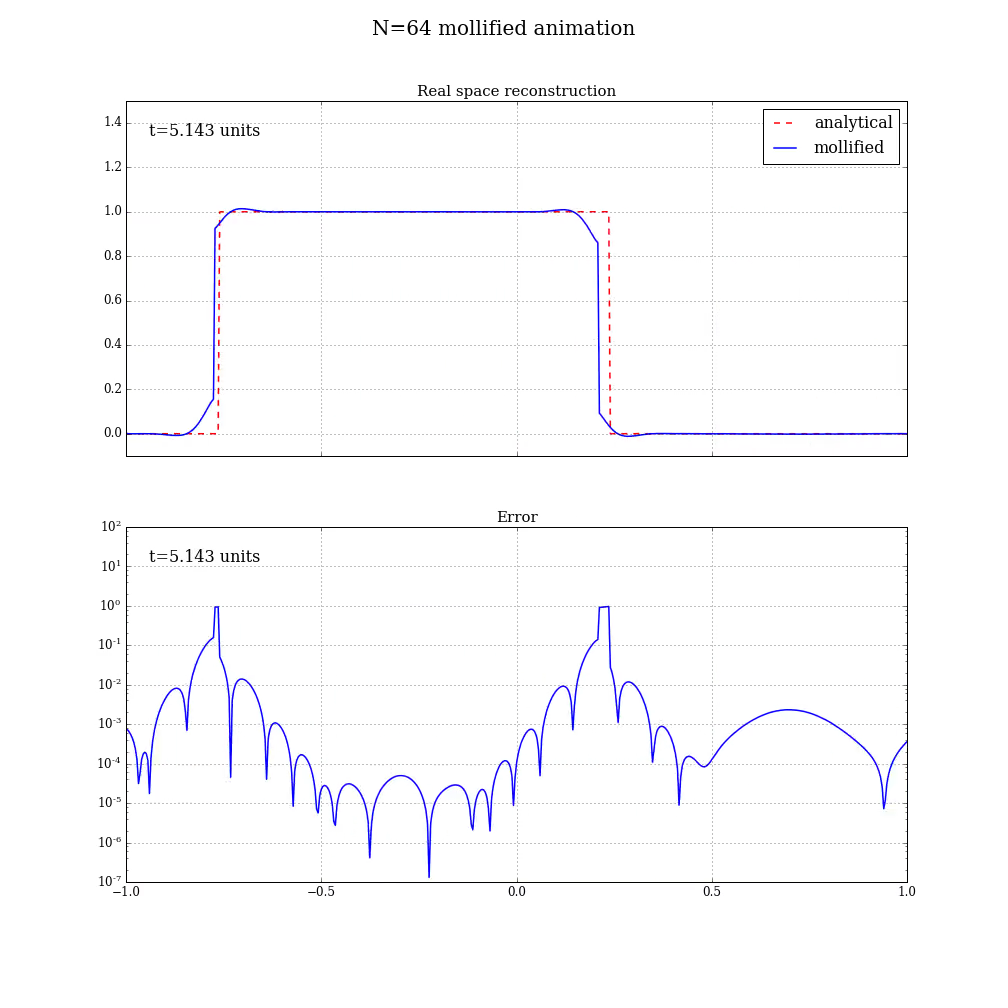 N=64 mollified animation
Real space reconstruction
t=5.143 units
analytical
mollified
1.4
1.2
1.0
0.8
0.6
0.4
0.2
0.0
Error
t=5.143 units
10²
10¹
10⁰
10⁻¹
10⁻²
10⁻³
10⁻⁴
10⁻⁵
10⁻⁶
10⁻⁷
−1.0 −0.5 0.0 0.5 1.0